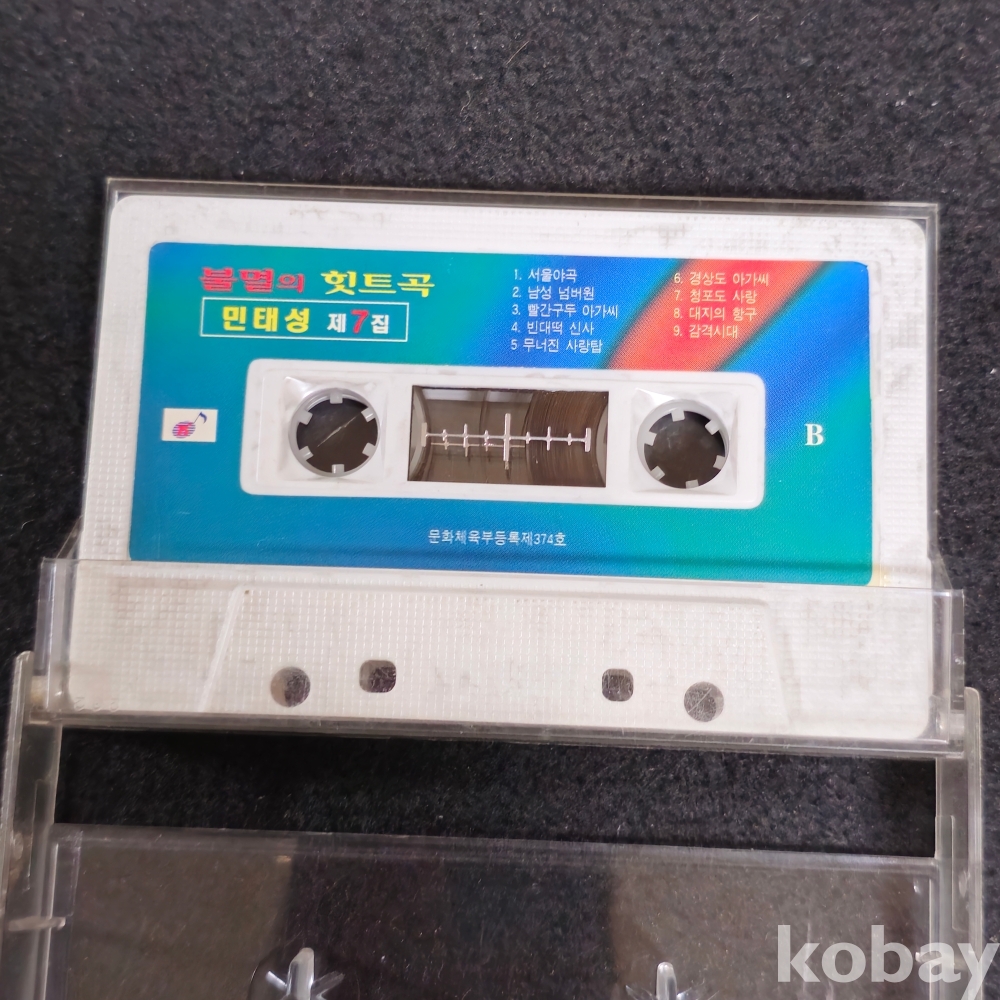 불멸의 힛트곡
민태성 제7집
1. 서울야곡
2. 남성 넘버원
3. 빨간구두 아가씨
4. 빈대떡 신사
5 무너진 사랑탑
6. 경상도 아가씨
7. 청포도 사랑
8. 대지의 항구
9. 감격시대
B
문화체육부등록제374호
kobay